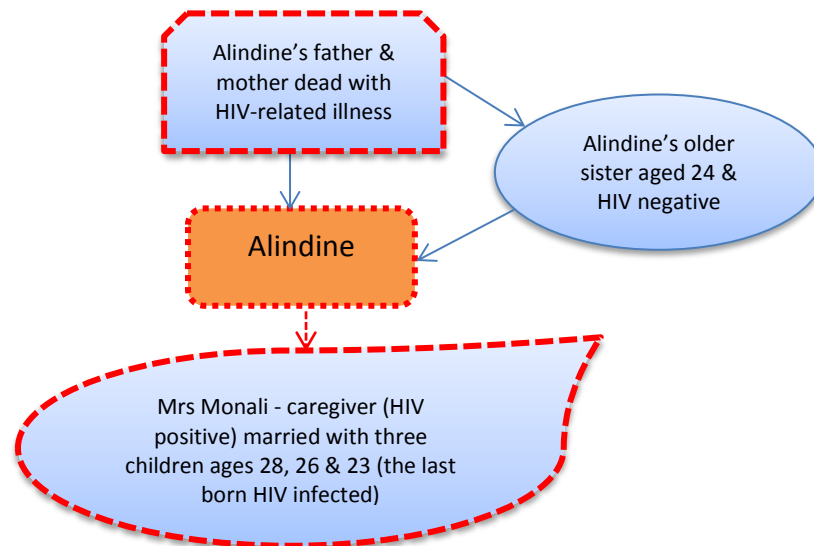 Alindine’s father &
mother dead with
HIV-related illness
Alindine’s older
sister aged 24 &
HIV negative
Alindine
Mrs Monali - caregiver (HIV
positive) married with three
children ages 28, 26 & 23 (the last
born HIV infected)